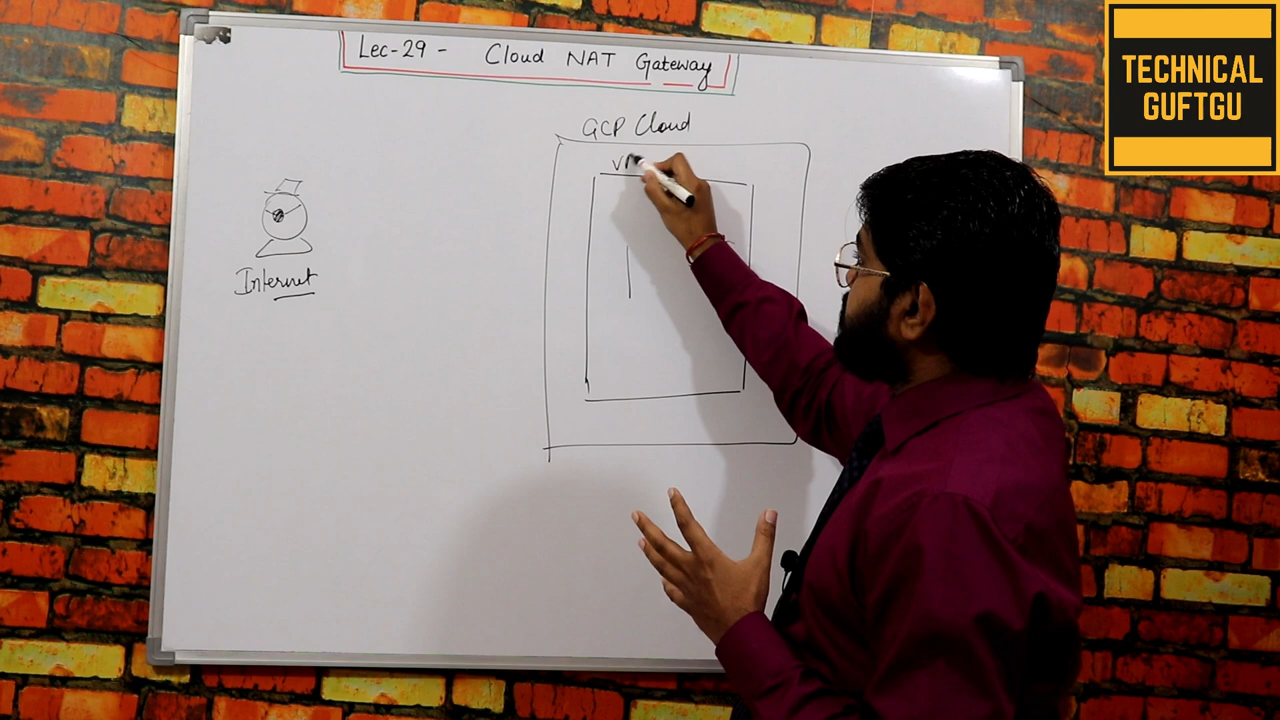 Lec-29 - Cloud NAT Gateway
TECHNICAL
GUFTGU
GCP Cloud
Internet